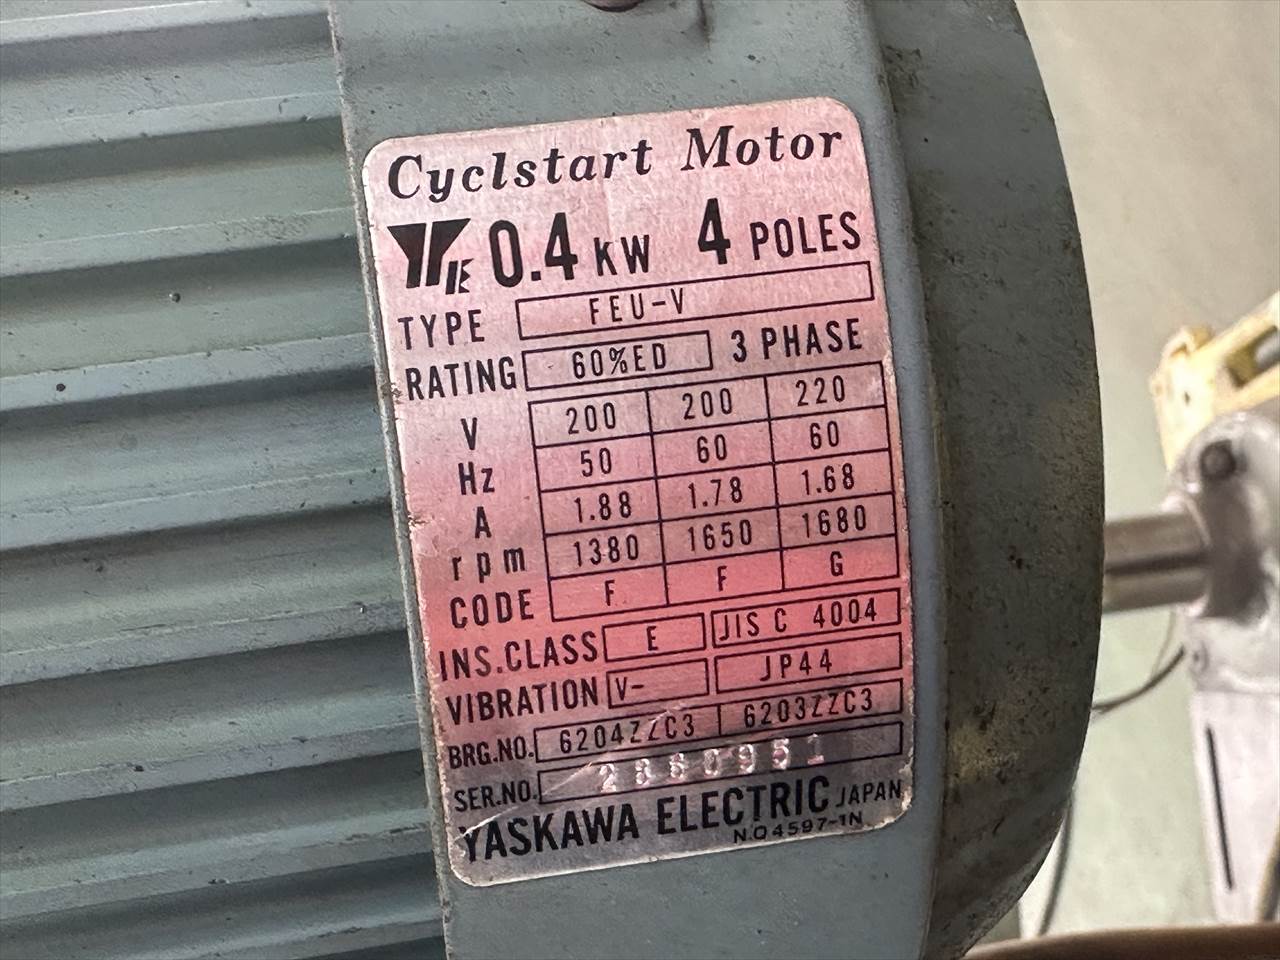 Cyclstart Motor
YE 0.4 KW 4 POLES
TYPE FEU-V
RATING 60%ED 3 PHASE
V 200 200 220
Hz 50 60 60
A 1.88 1.78 1.68
rpm 1380 1650 1680
CODE F F G
INS.CLASS E JIS C 4004
VIBRATION V- JP44
BRG.NO. 6204ZZC3 6203ZZC3
SER.NO.
YASKAWA ELECTRIC JAPAN
NO4597-1N